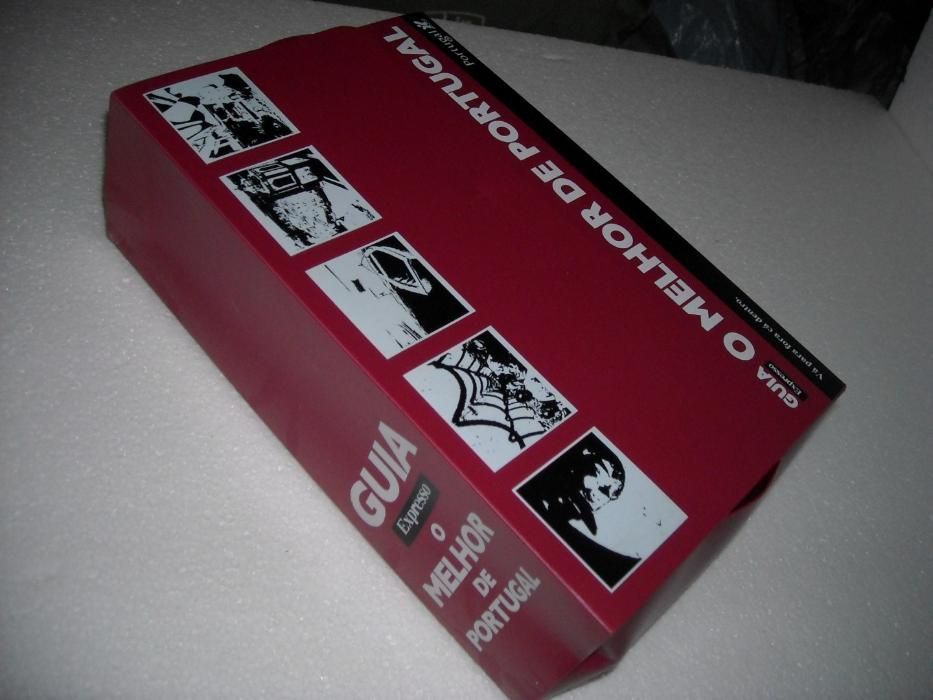 Portugal
O MELHOR DE PORTUGAL
GUIA
Expresso
Vá para fora cá dentro.
GUIA
Expresso
O
MELHOR
DE
PORTUGAL